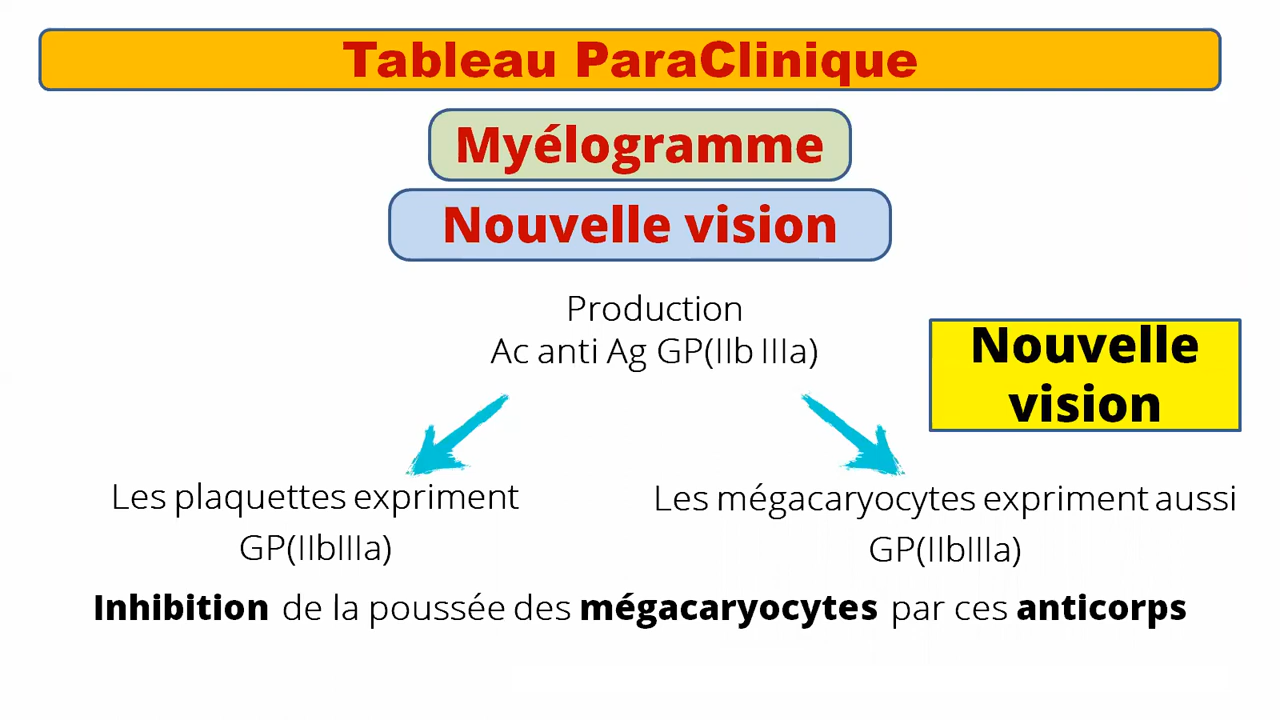 Tableau ParaClinique
Myélogramme
Nouvelle vision
Production
Ac anti Ag GP(IIb IIIa)
Nouvelle
vision
Les plaquettes expriment
GP(IIbIIIa)
Les mégacaryocytes expriment aussi
GP(IIbIIIa)
Inhibition de la poussée des mégacaryocytes par ces anticorps